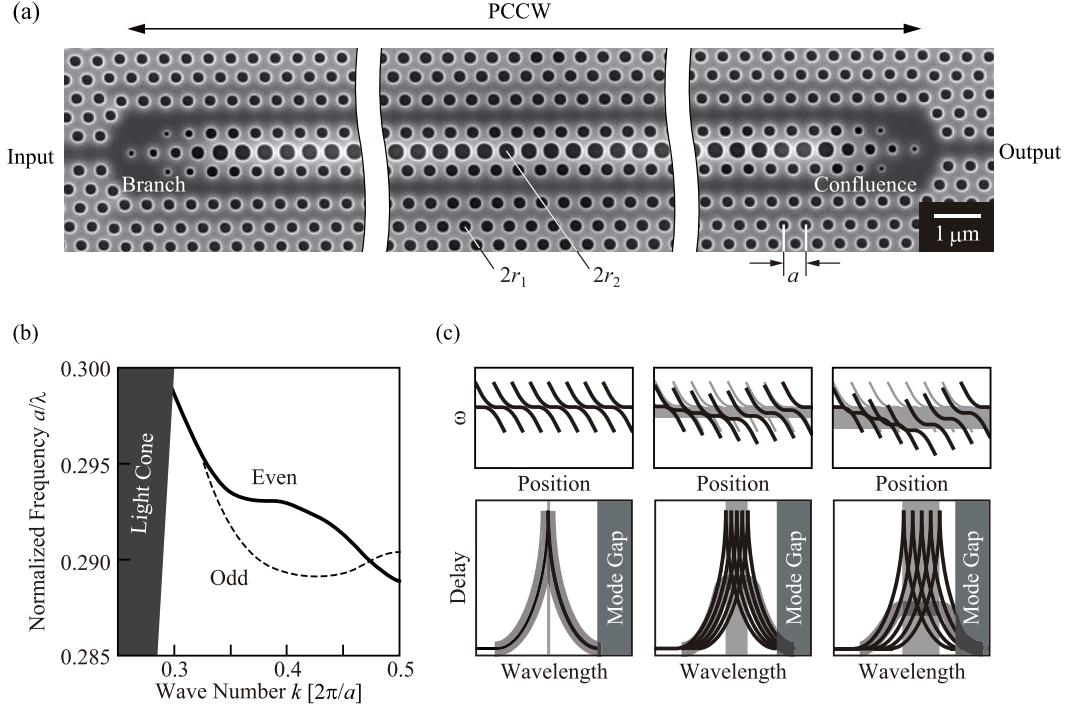 (a)
PCCW
Input
Output
Branch
Confluence
1 μm
2r₁
2r₂
a
(b)
Normalized Frequency a/λ
0.300
0.295
0.290
0.285
Light Cone
Even
Odd
0.3
0.4
0.5
Wave Number k [2π/a]
(c)
ω
Position
Position
Position
Delay
Mode Gap
Mode Gap
Mode Gap
Wavelength
Wavelength
Wavelength